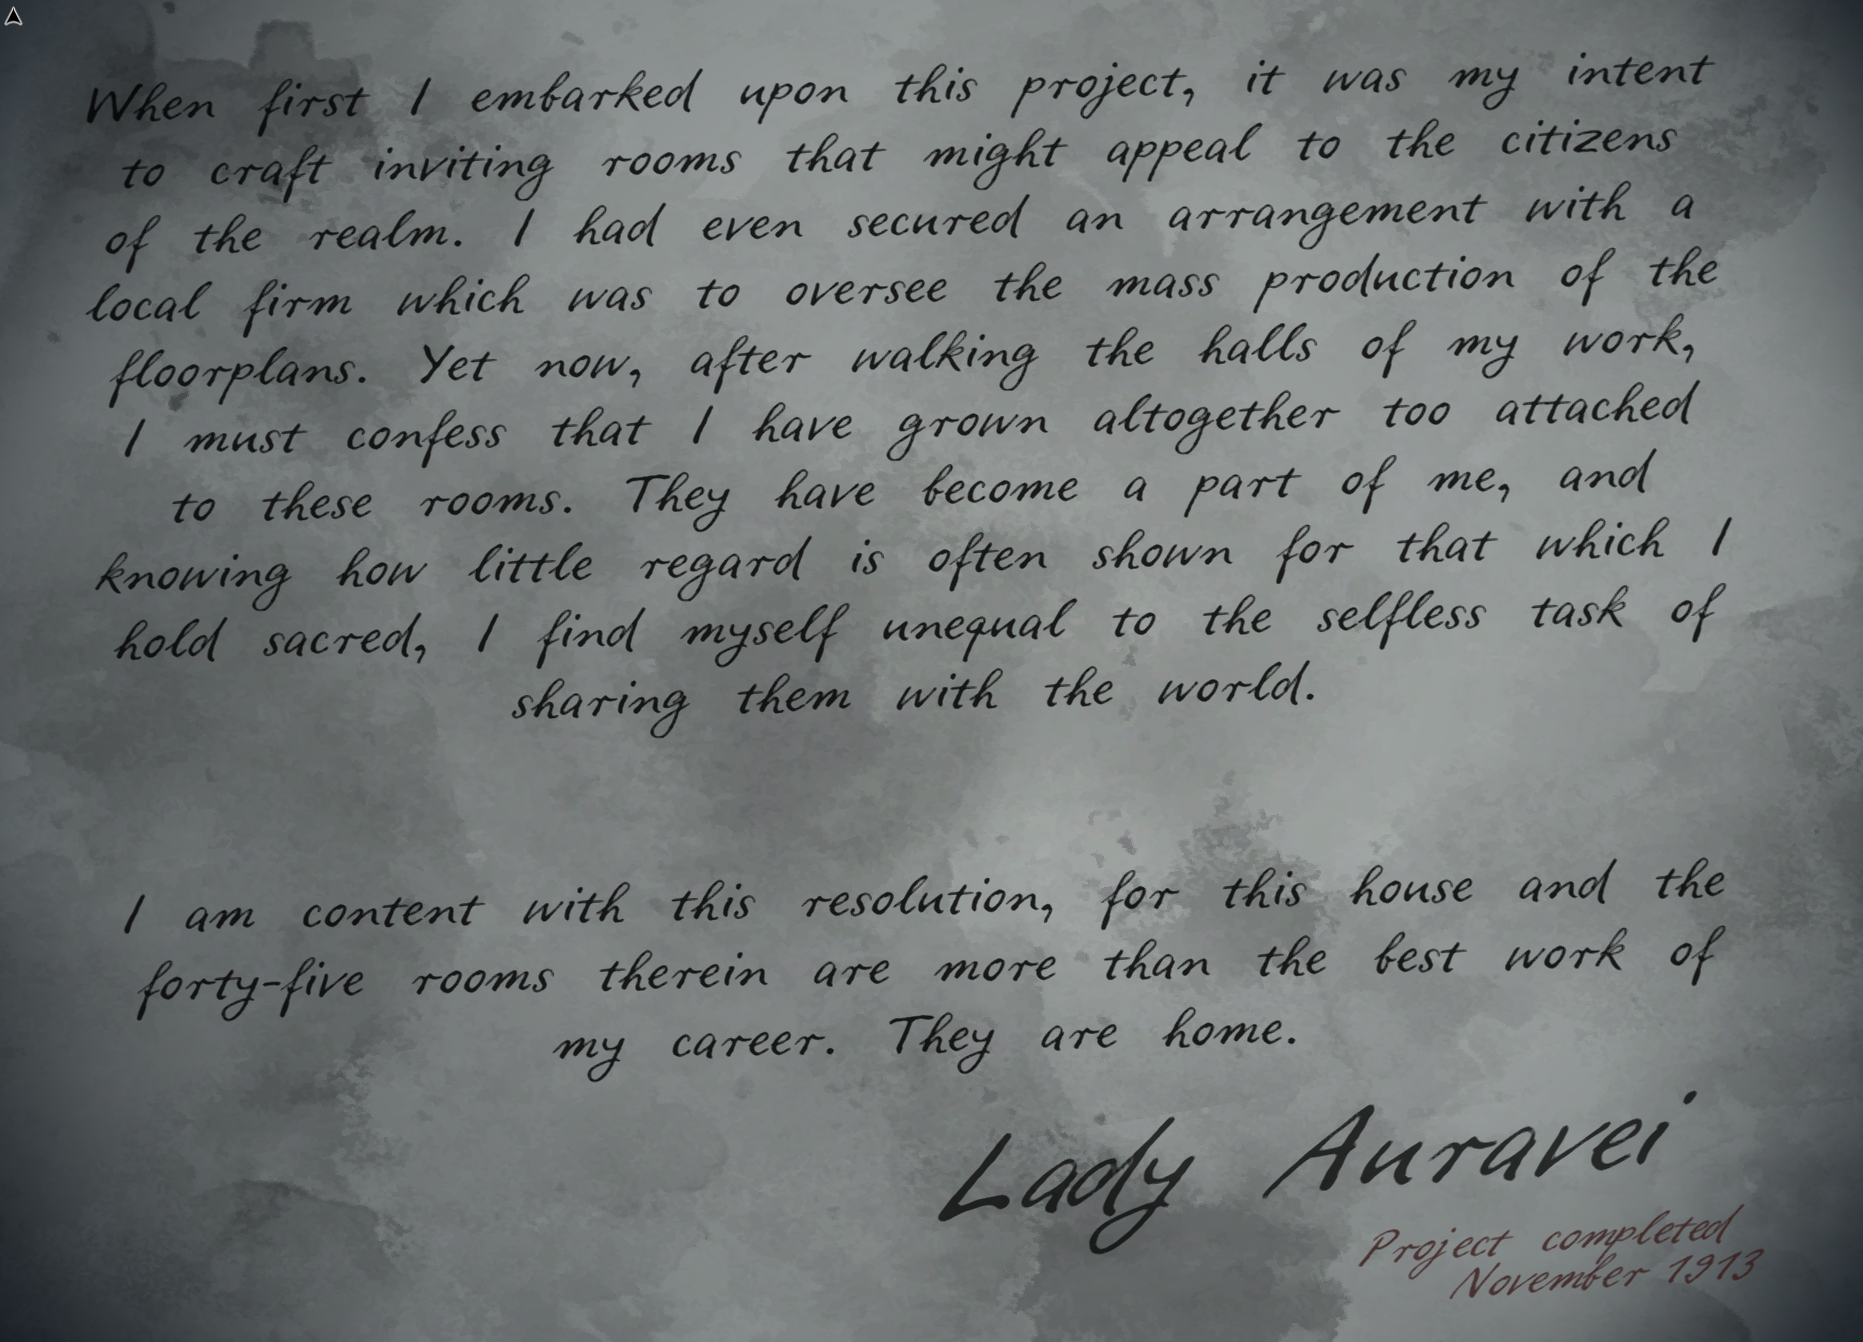 When first I embarked upon this project, it was my intent
to craft inviting rooms that might appeal to the citizens
of the realm. I had even secured an arrangement with a
local firm which was to oversee the mass production of the
floorplans. Yet now, after walking the halls of my work,
I must confess that I have grown altogether too attached
to these rooms. They have become a part of me, and
knowing how little regard is often shown for that which I
hold sacred, I find myself unequal to the selfless task of
sharing them with the world.
I am content with this resolution, for this house and the
forty-five rooms therein are more than the best work of
my career. They are home.
Lady Auravei
Project completed
November 1913